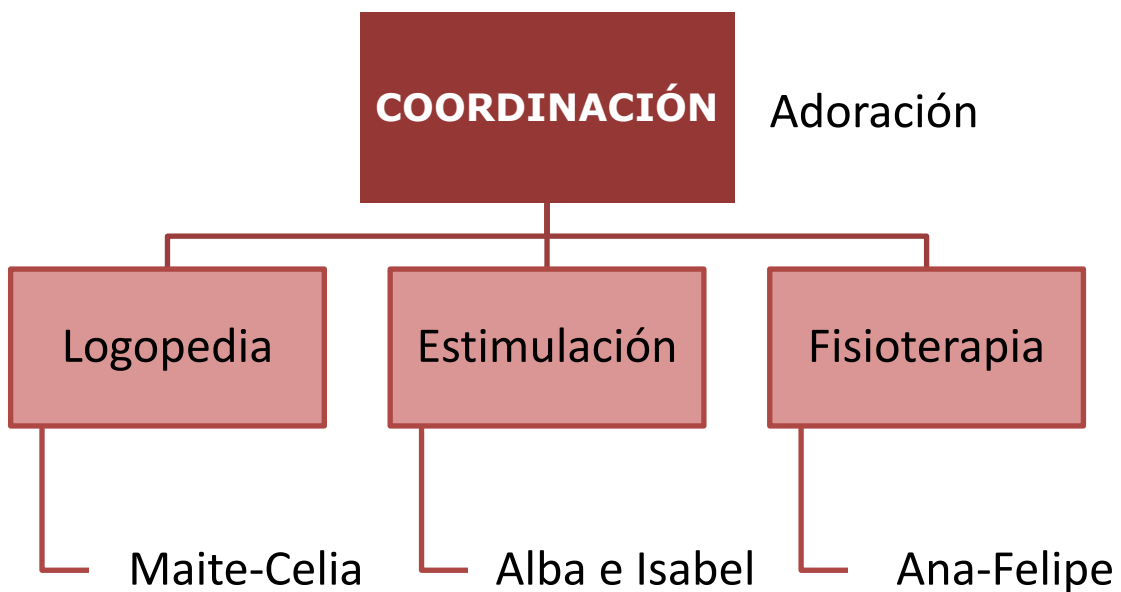 COORDINACIÓN
Adoración
Logopedia
Estimulación
Fisioterapia
Maite-Celia
Alba e Isabel
Ana-Felipe